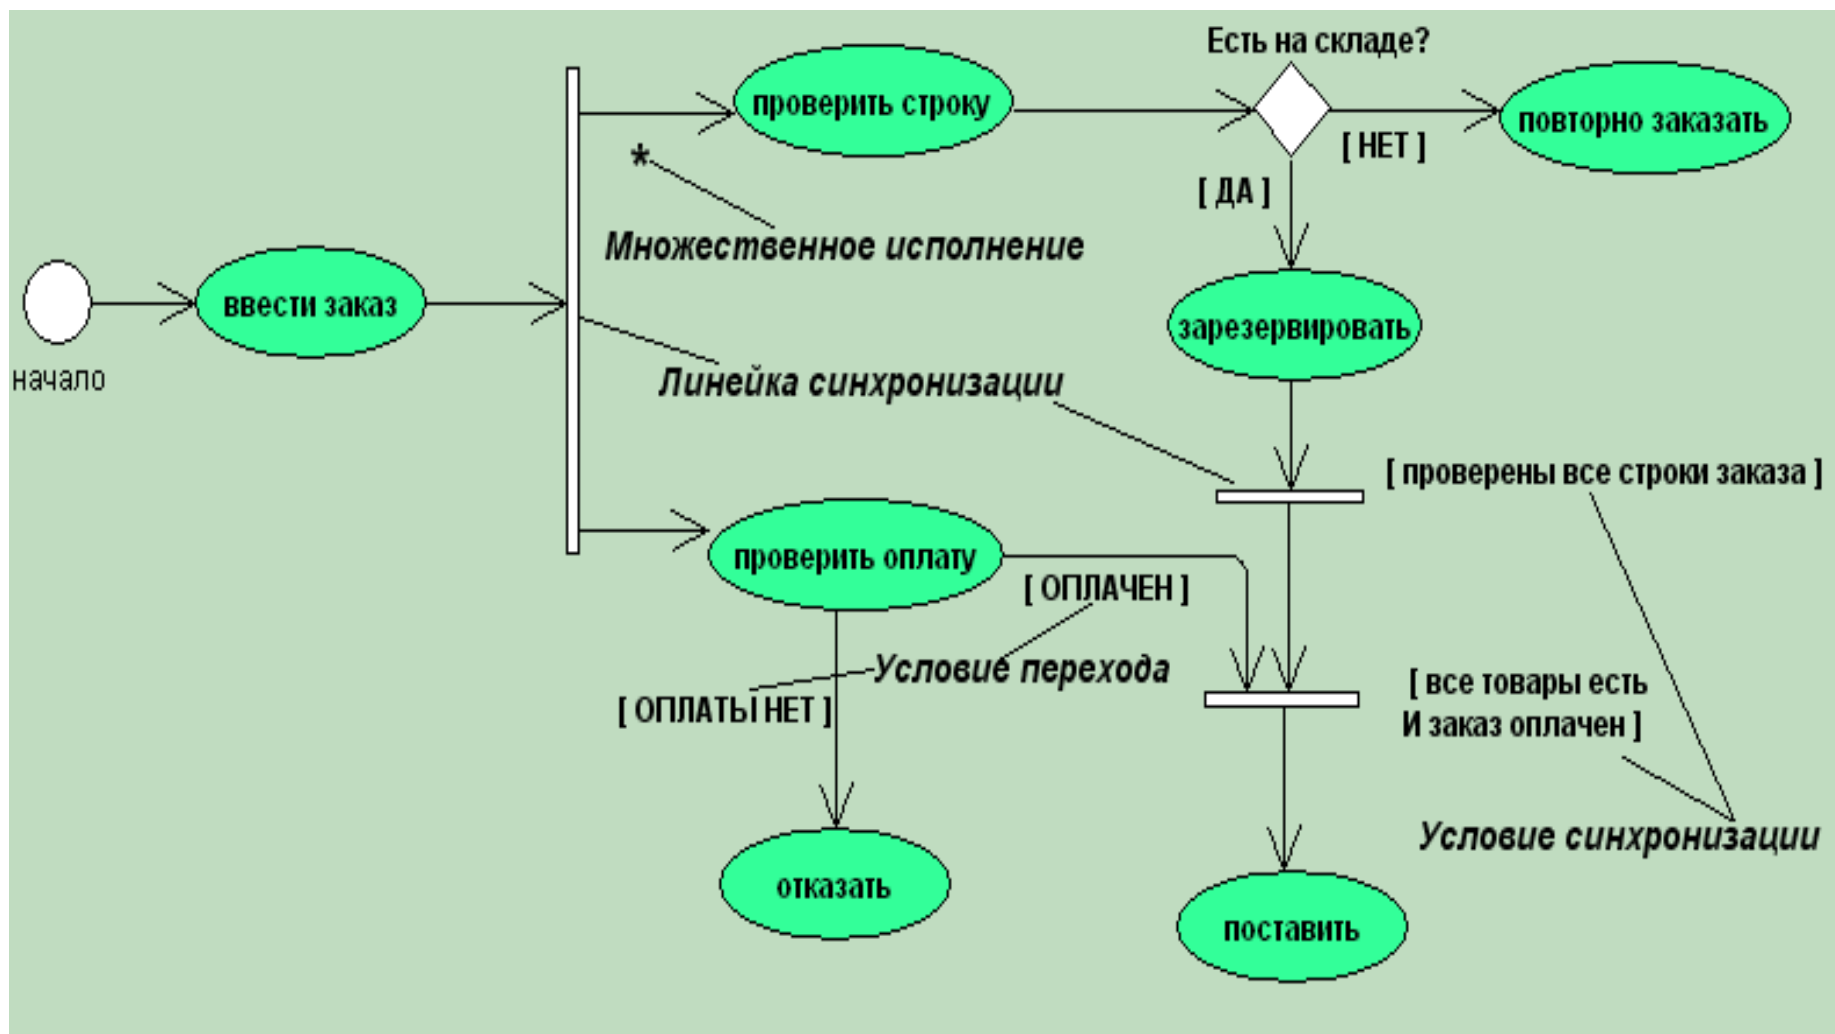 Есть на складе?
проверить строку
повторно заказать
[ НЕТ ]
*
[ ДА ]
Множественное исполнение
ввести заказ
зарезервировать
начало
Линейка синхронизации
[ проверены все строки заказа ]
проверить оплату
[ ОПЛАЧЕН ]
Условие перехода
[ ОПЛАТЫ НЕТ ]
[ все товары есть
И заказ оплачен ]
Условие синхронизации
отказать
поставить